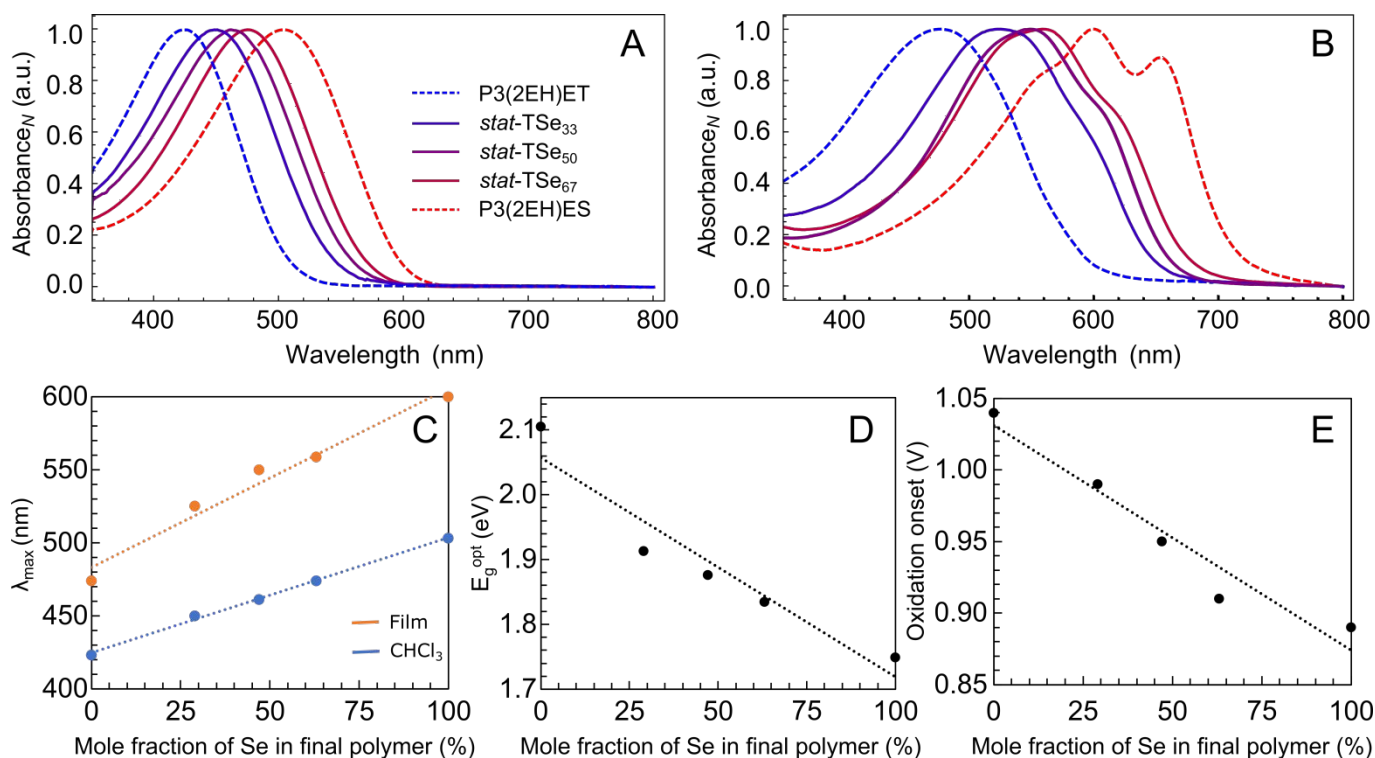 A
Absorbance_N (a.u.)
1.0
0.8
0.6
0.4
0.2
0.0
P3(2EH)ET
stat-TSe₃₃
stat-TSe₅₀
stat-TSe₆₇
P3(2EH)ES
400
500
600
700
800
Wavelength (nm)
B
Absorbance_N (a.u.)
1.0
0.8
0.6
0.4
0.2
0.0
400
500
600
700
800
Wavelength (nm)
C
λmax (nm)
600
550
500
450
400
Film
CHCl₃
0
25
50
75
100
Mole fraction of Se in final polymer (%)
D
E_g^opt (eV)
2.1
2.0
1.9
1.8
1.7
0
25
50
75
100
Mole fraction of Se in final polymer (%)
E
Oxidation onset (V)
1.05
1.00
0.95
0.90
0.85
0
25
50
75
100
Mole fraction of Se in final polymer (%)